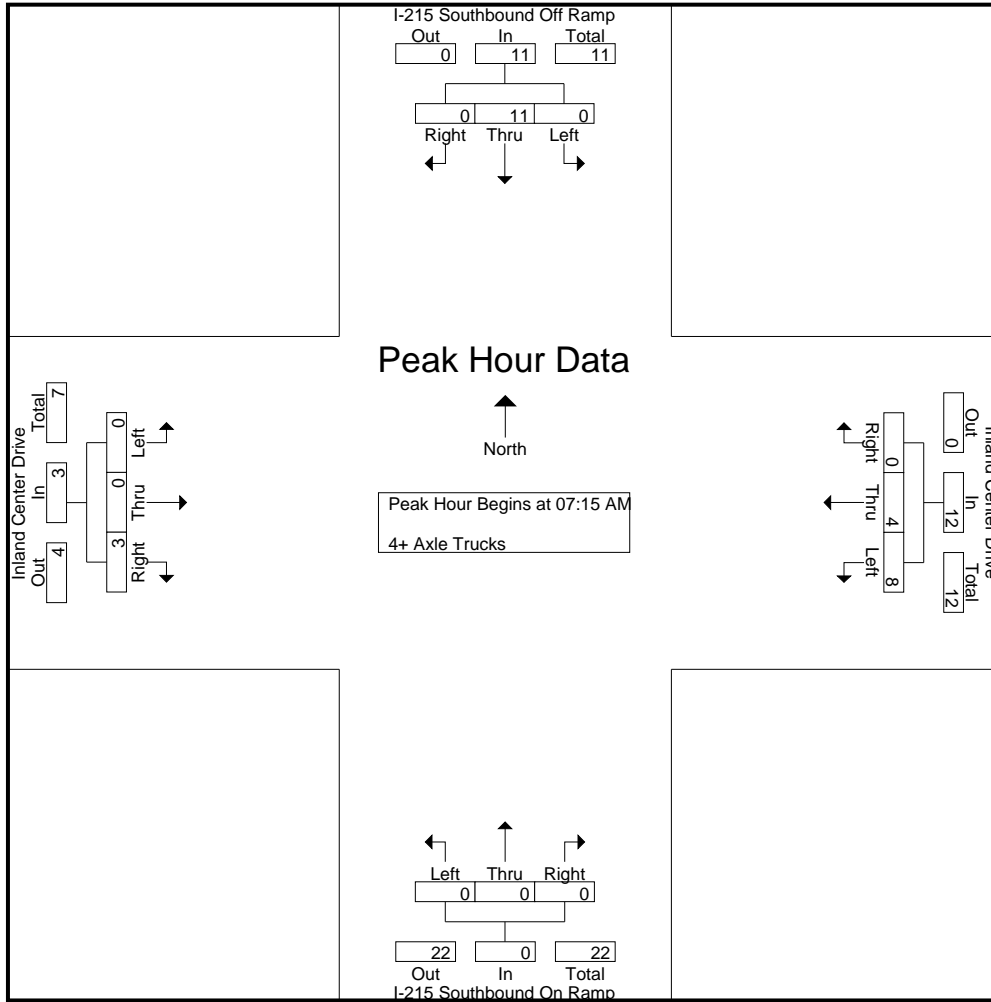 I-215 Southbound Off Ramp
Out In Total
0 11 11
0 11 0
Right Thru Left
Peak Hour Data
North
Peak Hour Begins at 07:15 AM
4+ Axle Trucks
Inland Center Drive
Total In Out
7 3 4
0 0 3
Left Thru Right
Right Thru Left
0 4 8
Out In Total
0 12 12
Inland Center Drive
Left Thru Right
0 0 0
22 0 22
Out In Total
I-215 Southbound On Ramp